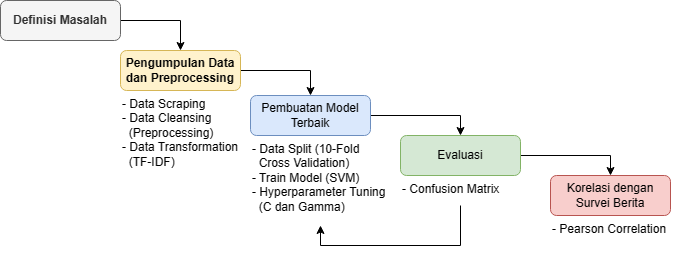 Definisi Masalah
Pengumpulan Data
dan Preprocessing
- Data Scraping
- Data Cleansing
(Preprocessing)
- Data Transformation
(TF-IDF)
Pembuatan Model
Terbaik
- Data Split (10-Fold
Cross Validation)
- Train Model (SVM)
- Hyperparameter Tuning
(C dan Gamma)
Evaluasi
- Confusion Matrix
Korelasi dengan
Survei Berita
- Pearson Correlation